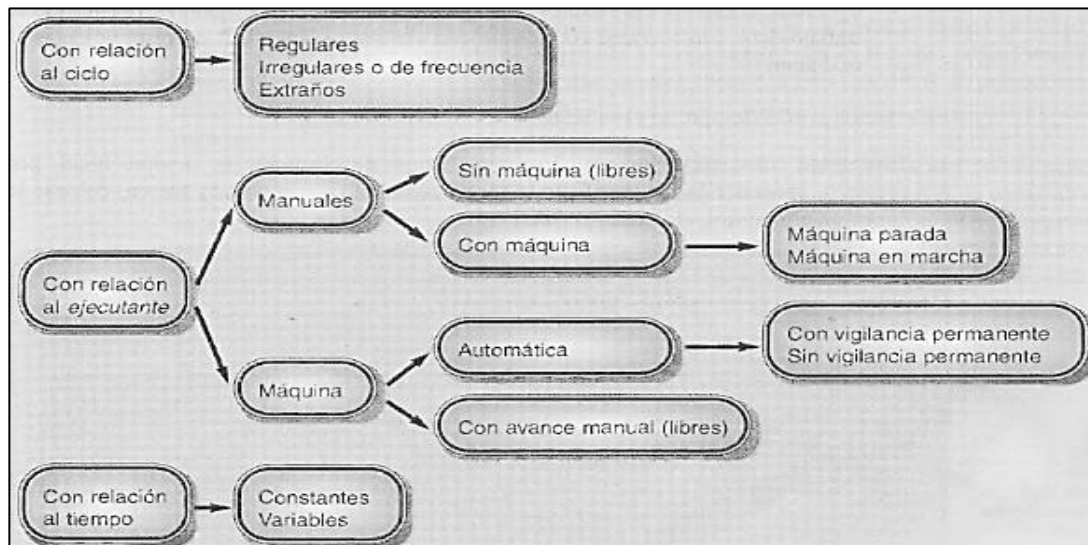 Con relación
al ciclo
Regulares
Irregulares o de frecuencia
Extraños
Manuales
Sin máquina (libres)
Con máquina
Máquina parada
Máquina en marcha
Con relación
al ejecutante
Máquina
Automática
Con vigilancia permanente
Sin vigilancia permanente
Con avance manual (libres)
Con relación
al tiempo
Constantes
Variables